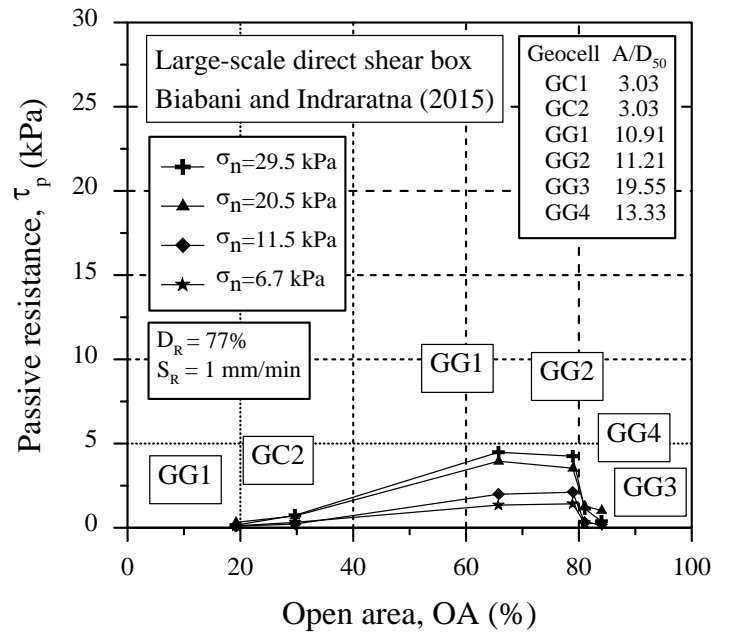 Large-scale direct shear box
Biabani and Indraratna (2015)
Geocell A/D₅₀
GC1 3.03
GC2 3.03
GG1 10.91
GG2 11.21
GG3 19.55
GG4 13.33
σₙ=29.5 kPa
σₙ=20.5 kPa
σₙ=11.5 kPa
σₙ=6.7 kPa
D_R = 77%
S_R = 1 mm/min
GG1
GG2
GG1
GC2
GG4
GG3
30
25
20
15
10
5
0
Passive resistance, τ_p (kPa)
0 20 40 60 80 100
Open area, OA (%)